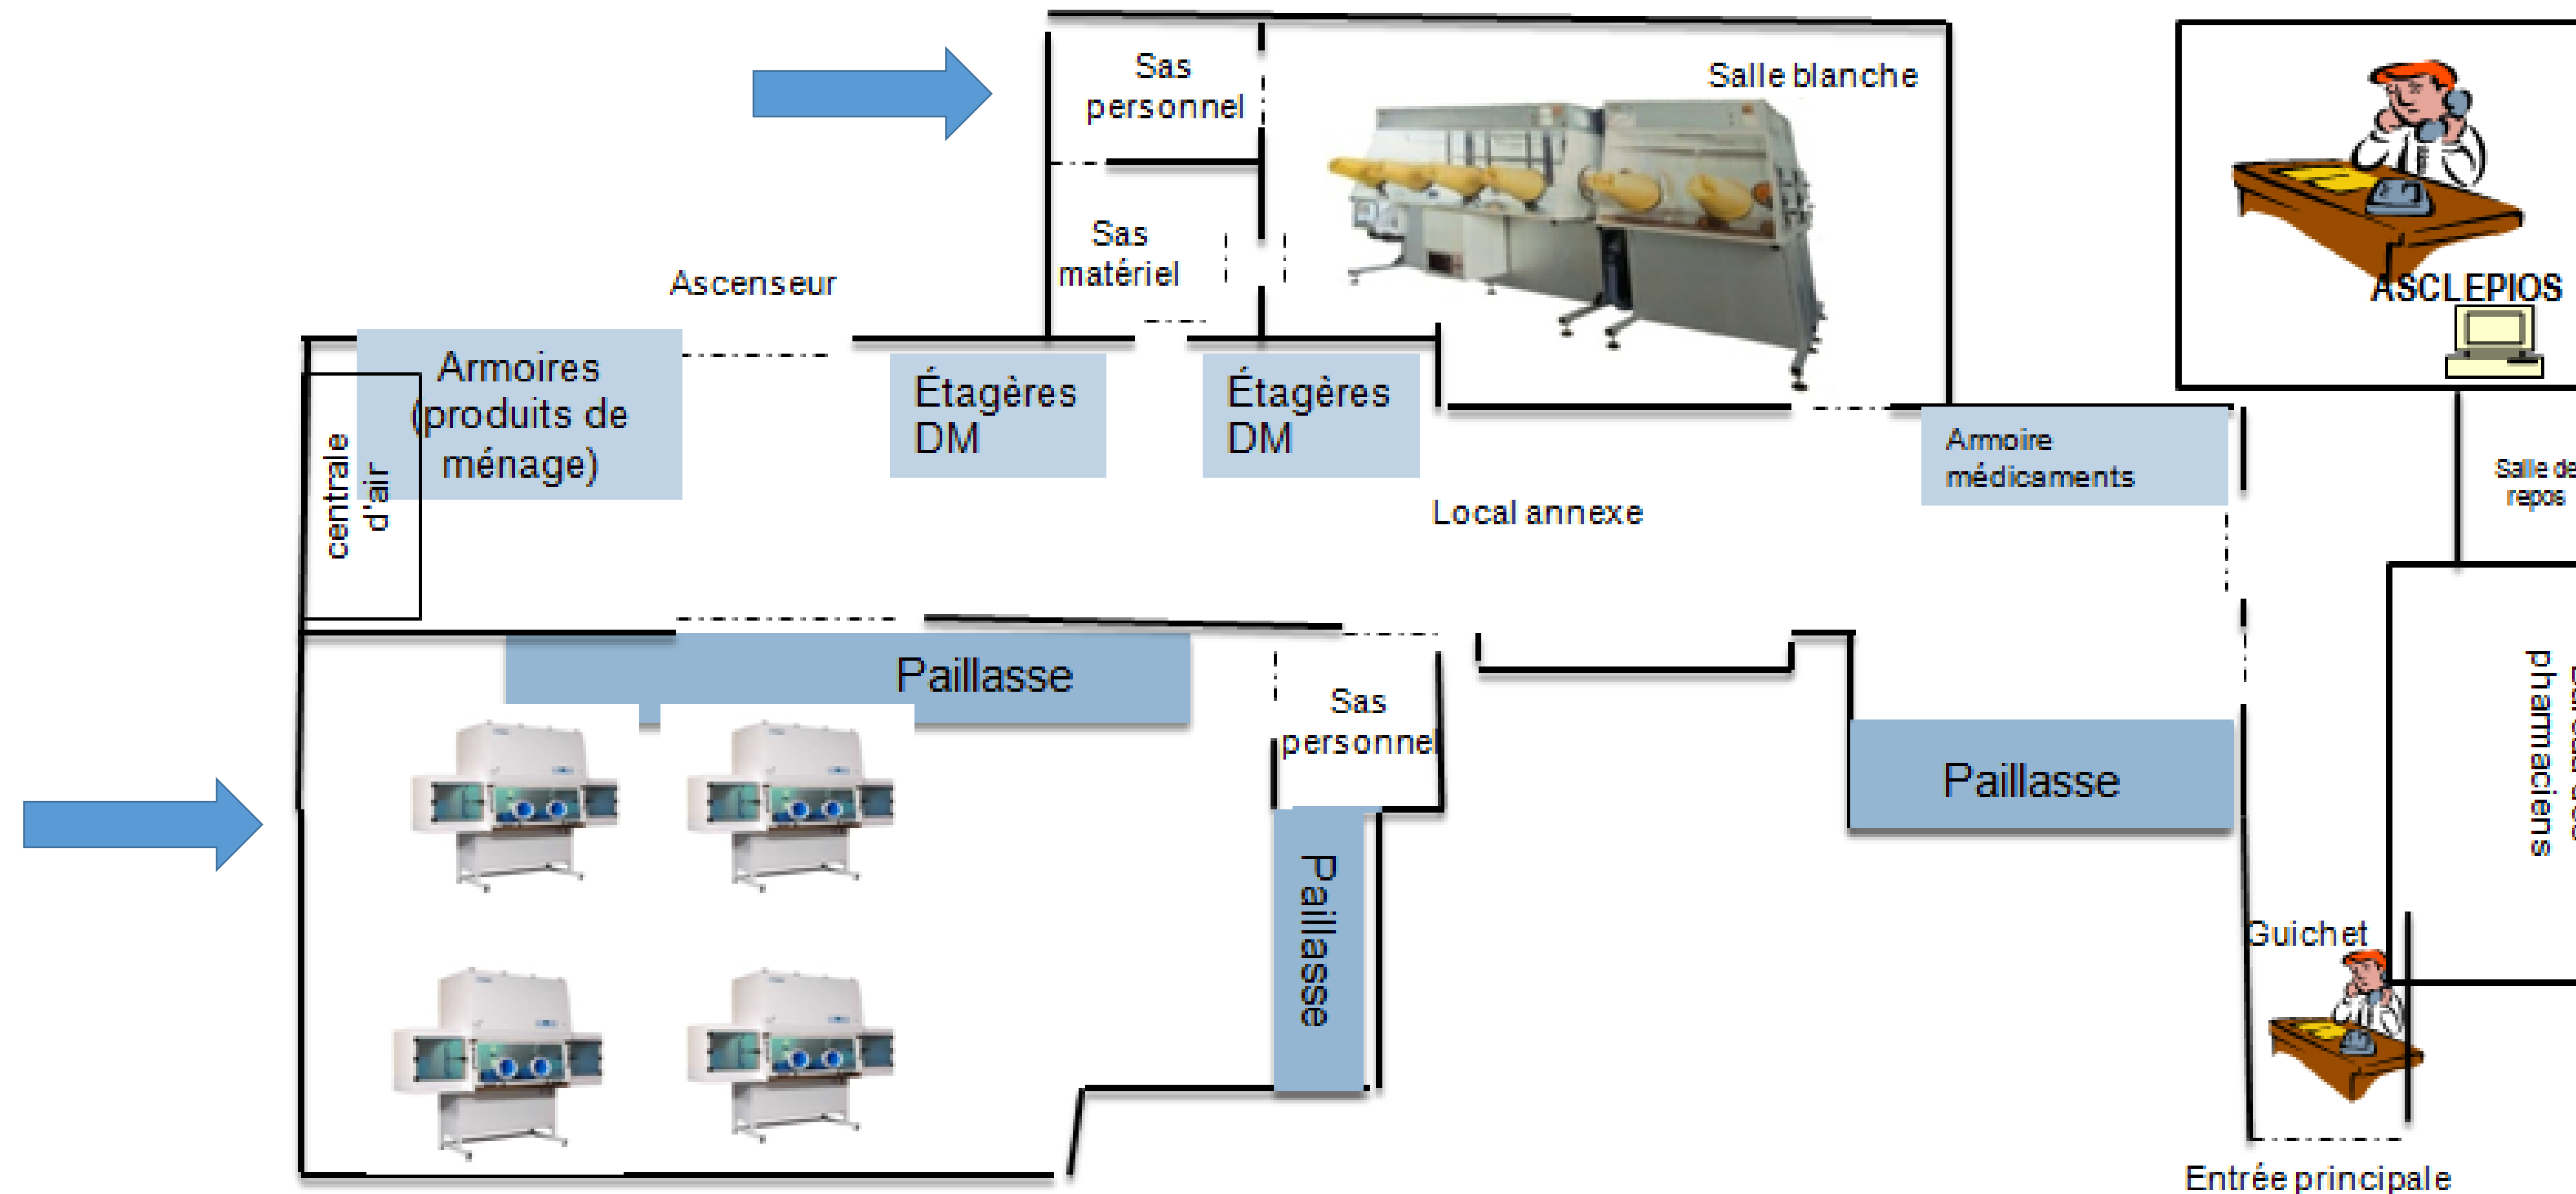 Sas
personnel
Salle blanche
Sas
matériel
Ascenseur
ASCLEPIOS
Armoires
(produits de
ménage)
Étagères
DM
Étagères
DM
Armoire
médicaments
centrale
d'air
Salle de
repos
Local annexe
Paillasse
Sas
personnel
Paillasse
pharmaciens
Paillasse
Guichet
Entrée principale